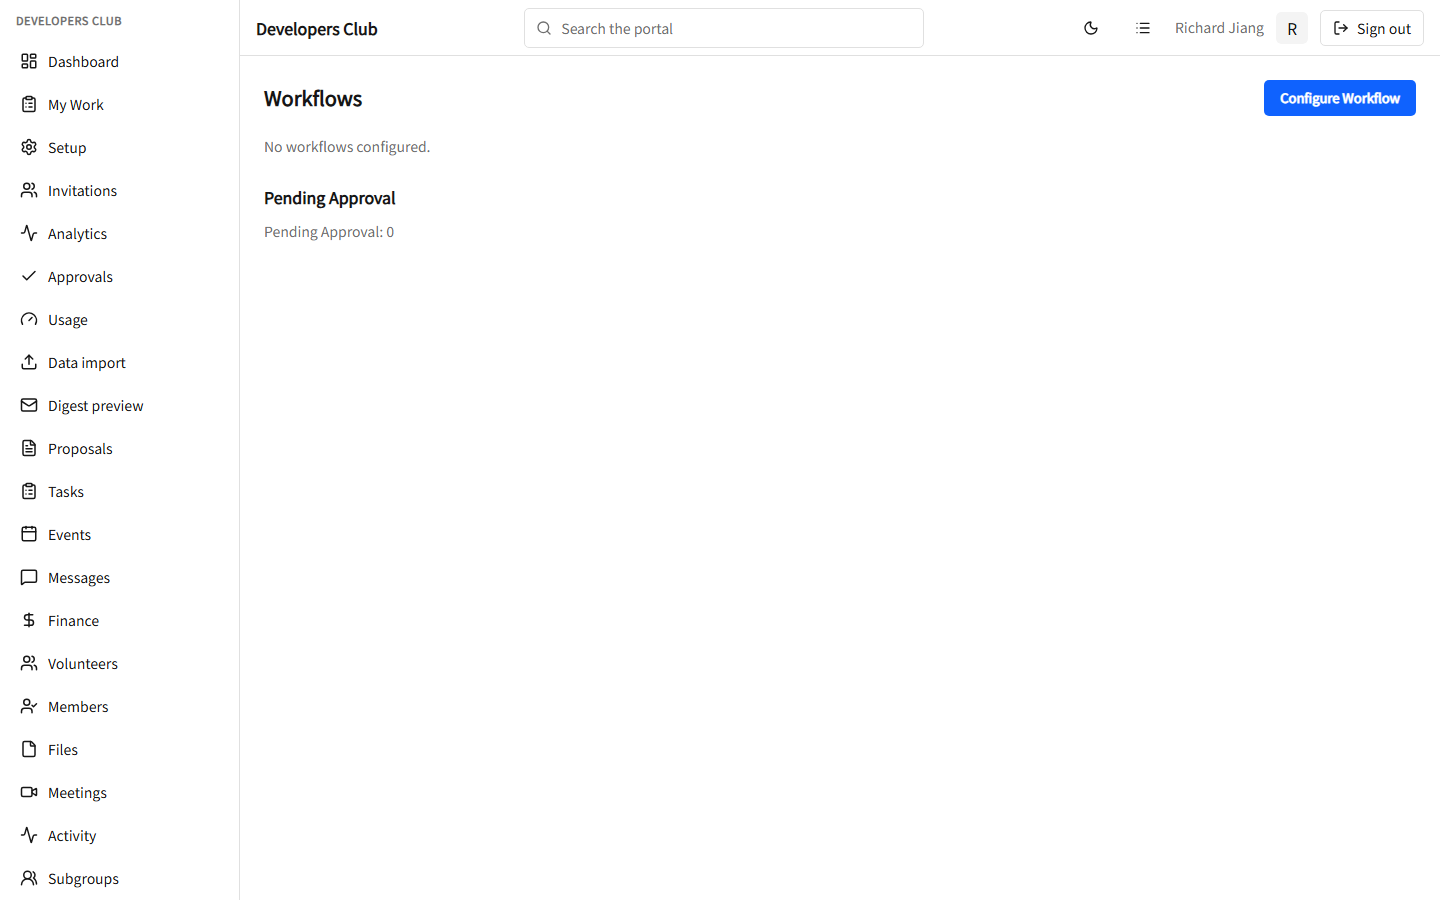 DEVELOPERS CLUB
Dashboard
My Work
Setup
Invitations
Analytics
Approvals
Usage
Data import
Digest preview
Proposals
Tasks
Events
Messages
Finance
Volunteers
Members
Files
Meetings
Activity
Subgroups
Developers Club
Search the portal
Richard Jiang
R
Sign out
Workflows
Configure Workflow
No workflows configured.
Pending Approval
Pending Approval: 0